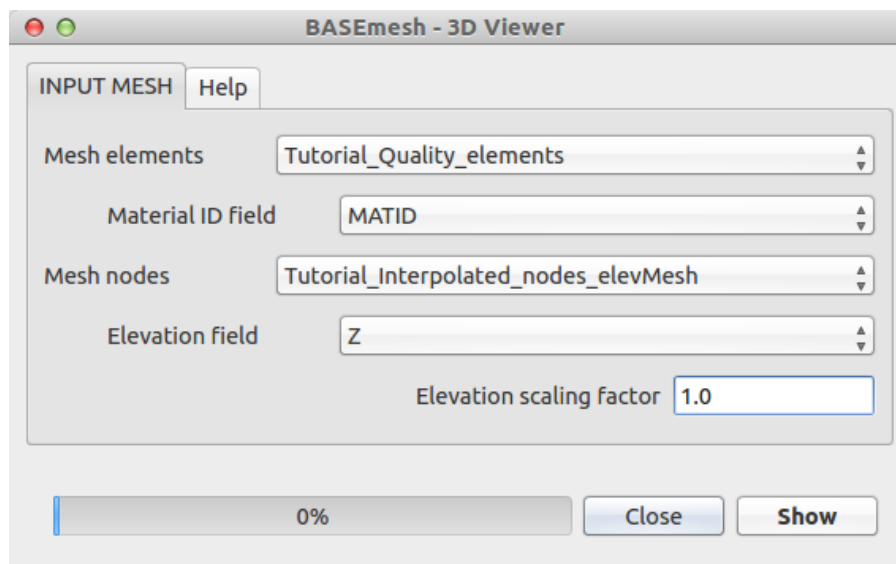 BASEmesh - 3D Viewer
INPUT MESH Help
Mesh elements Tutorial_Quality_elements
Material ID field MATID
Mesh nodes Tutorial_Interpolated_nodes_elevMesh
Elevation field Z
Elevation scaling factor 1.0
0% Close Show